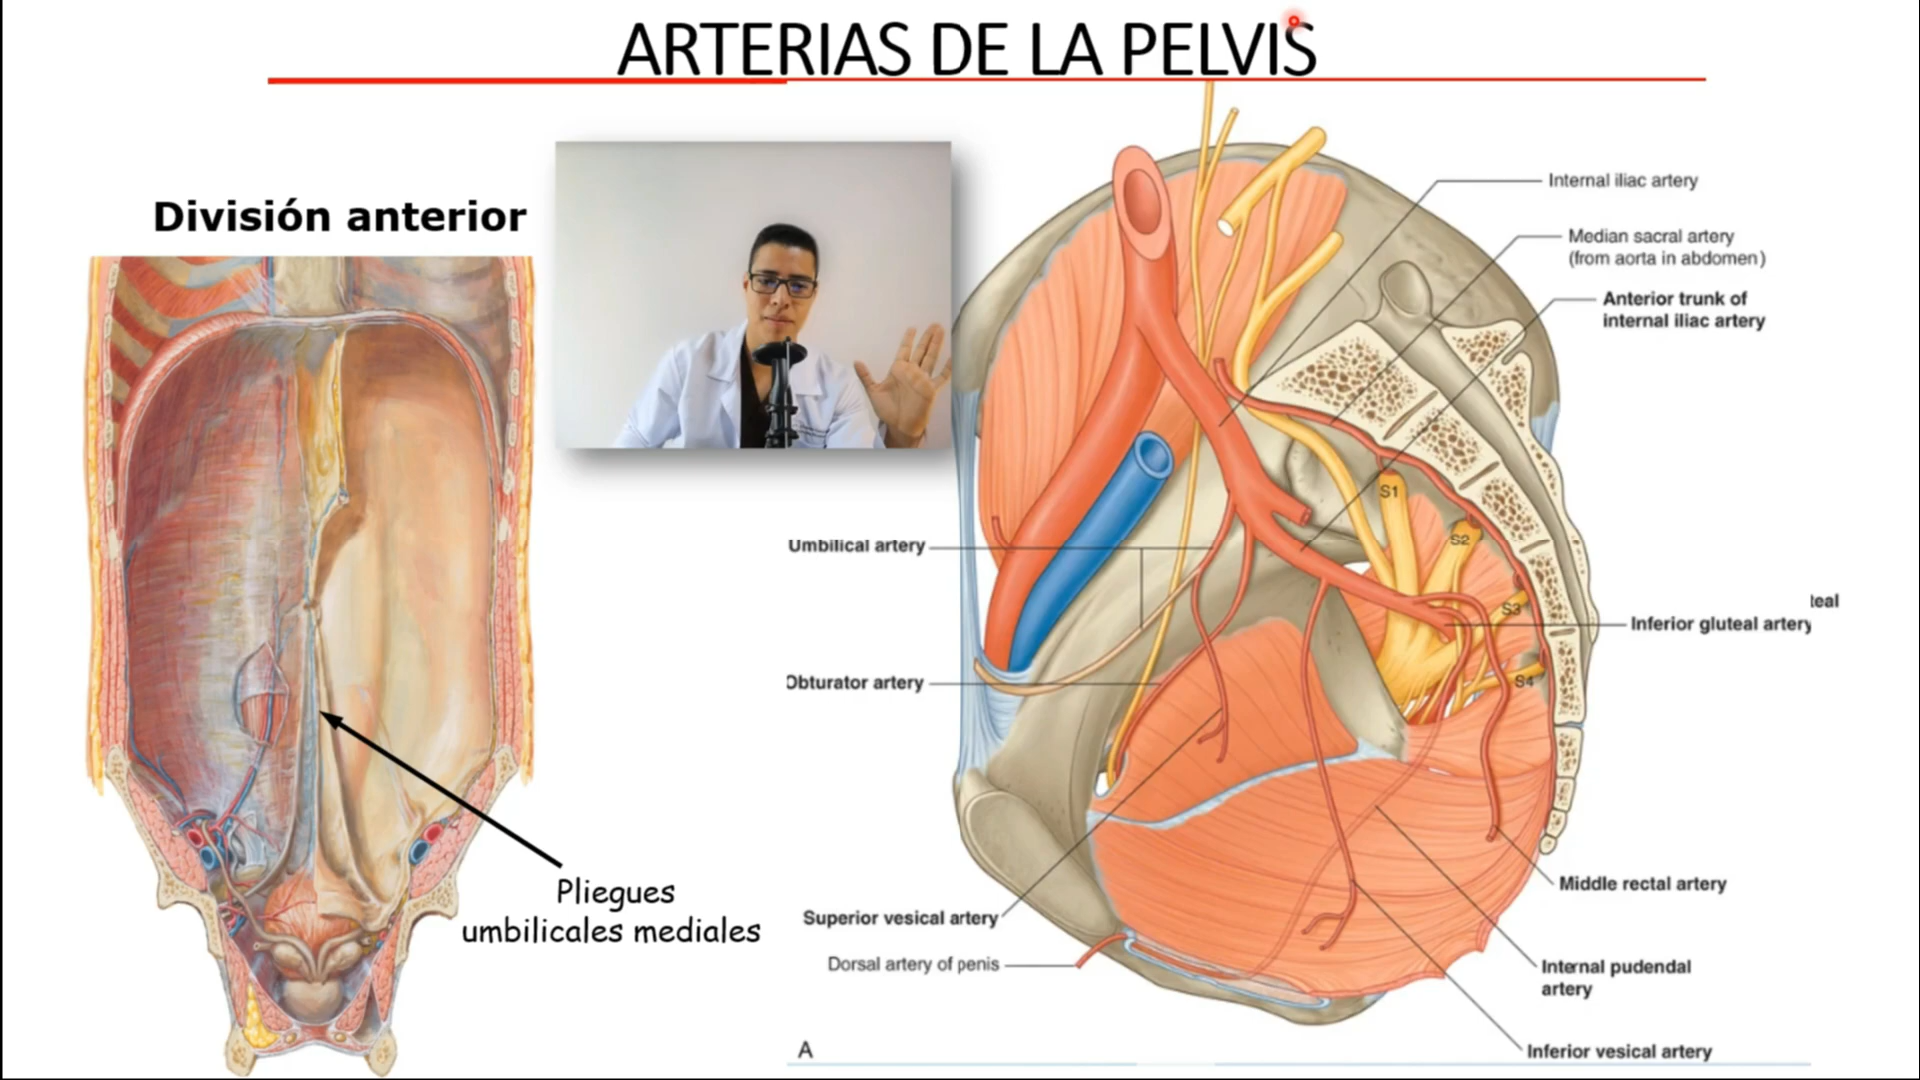 ARTERIAS DE LA PELVIS
División anterior
Pliegues
umbilicales mediales
Internal iliac artery
Median sacral artery
(from aorta in abdomen)
Anterior trunk of
internal iliac artery
Umbilical artery
Obturator artery
S1
S2
S3
S4
teal
Inferior gluteal artery
Superior vesical artery
Dorsal artery of penis
Middle rectal artery
Internal pudendal
artery
Inferior vesical artery
A